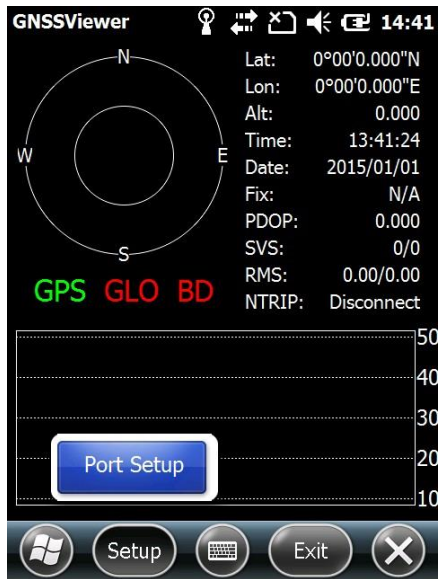 GNSSViewer 14:41
N
W E
S
GPS GLO BD
Lat: 0°00'0.000"N
Lon: 0°00'0.000"E
Alt: 0.000
Time: 13:41:24
Date: 2015/01/01
Fix: N/A
PDOP: 0.000
SVS: 0/0
RMS: 0.00/0.00
NTRIP: Disconnect
50
40
30
20
10
Port Setup
Setup Exit